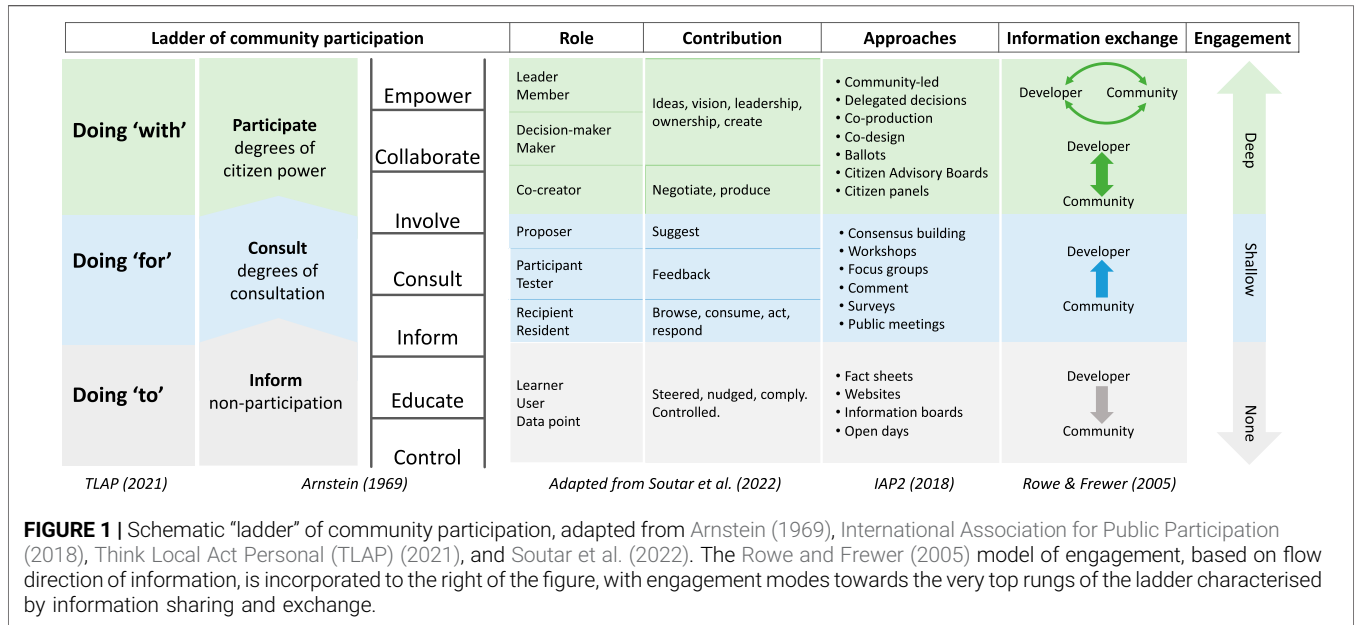 Ladder of community participation
Role
Contribution
Approaches
Information exchange
Engagement
Doing ‘with’
Participate
degrees of
citizen power
Doing ‘for’
Consult
degrees of
consultation
Doing ‘to’
Inform
non-participation
Empower
Collaborate
Involve
Consult
Inform
Educate
Control
Leader
Member
Decision-maker
Maker
Co-creator
Proposer
Participant
Tester
Recipient
Resident
Learner
User
Data point
Ideas, vision, leadership,
ownership, create
Negotiate, produce
Suggest
Feedback
Browse, consume, act,
respond
Steered, nudged, comply.
Controlled.
• Community-led
• Delegated decisions
• Co-production
• Co-design
• Ballots
• Citizen Advisory Boards
• Citizen panels
• Consensus building
• Workshops
• Focus groups
• Comment
• Surveys
• Public meetings
• Fact sheets
• Websites
• Information boards
• Open days
Developer
Community
Developer
Community
Developer
Community
Developer
Community
Deep
Shallow
None
TLAP (2021)
Arnstein (1969)
Adapted from Soutar et al. (2022)
IAP2 (2018)
Rowe & Frewer (2005)
FIGURE 1 | Schematic “ladder” of community participation, adapted from Arnstein (1969), International Association for Public Participation
(2018), Think Local Act Personal (TLAP) (2021), and Soutar et al. (2022). The Rowe and Frewer (2005) model of engagement, based on flow
direction of information, is incorporated to the right of the figure, with engagement modes towards the very top rungs of the ladder characterised
by information sharing and exchange.